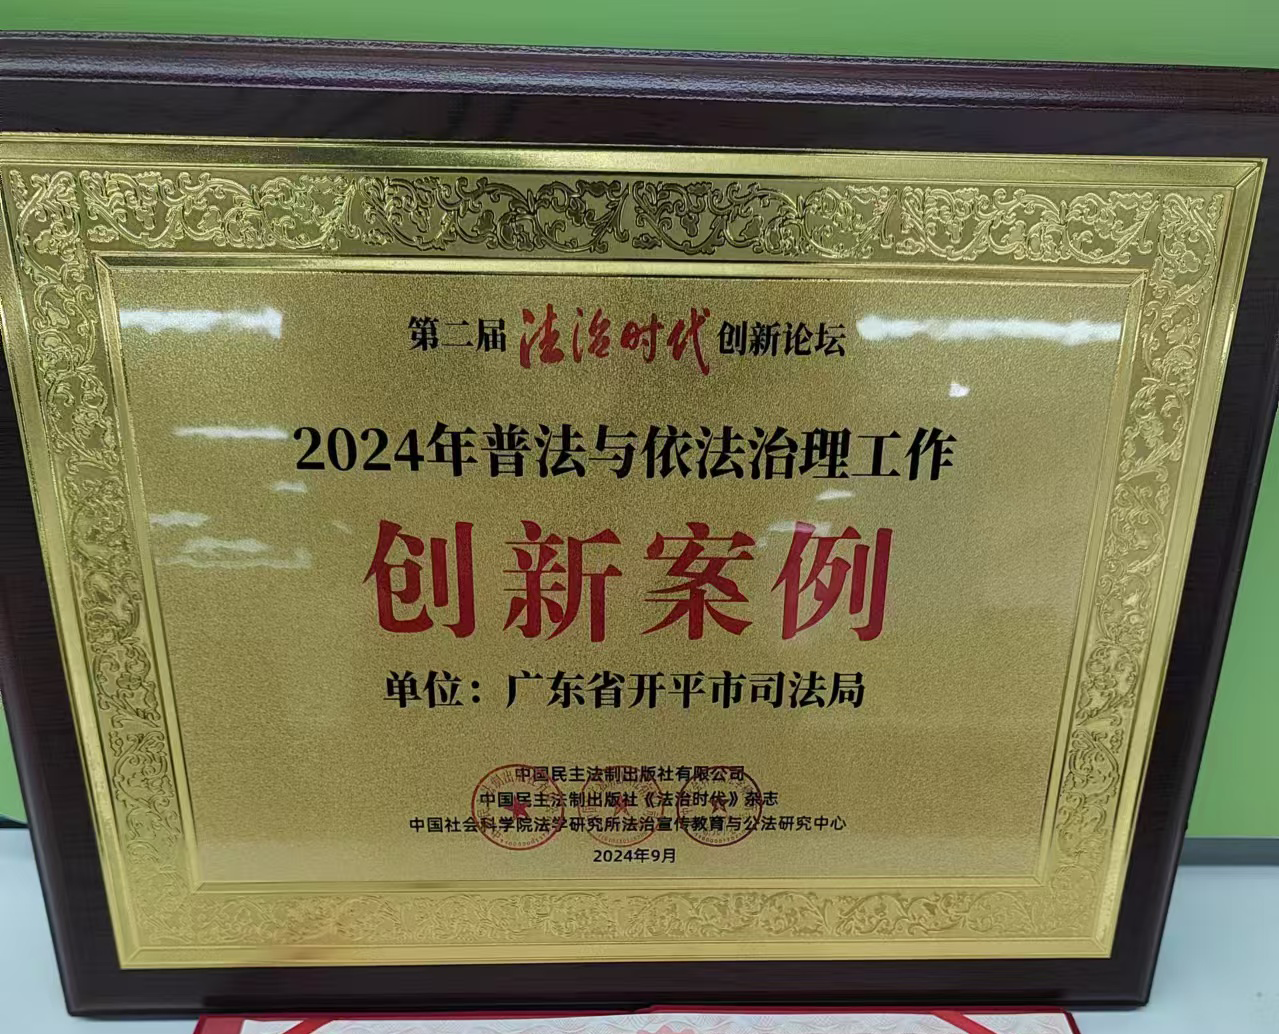 第二届法治时代创新论坛
2024年普法与依法治理工作
创新案例
单位：广东省开平市司法局
中国民主法制出版社有限公司
中国民主法制出版社《法治时代》杂志
中国社会科学院法学研究所法治宣传教育与公法研究中心
2024年9月